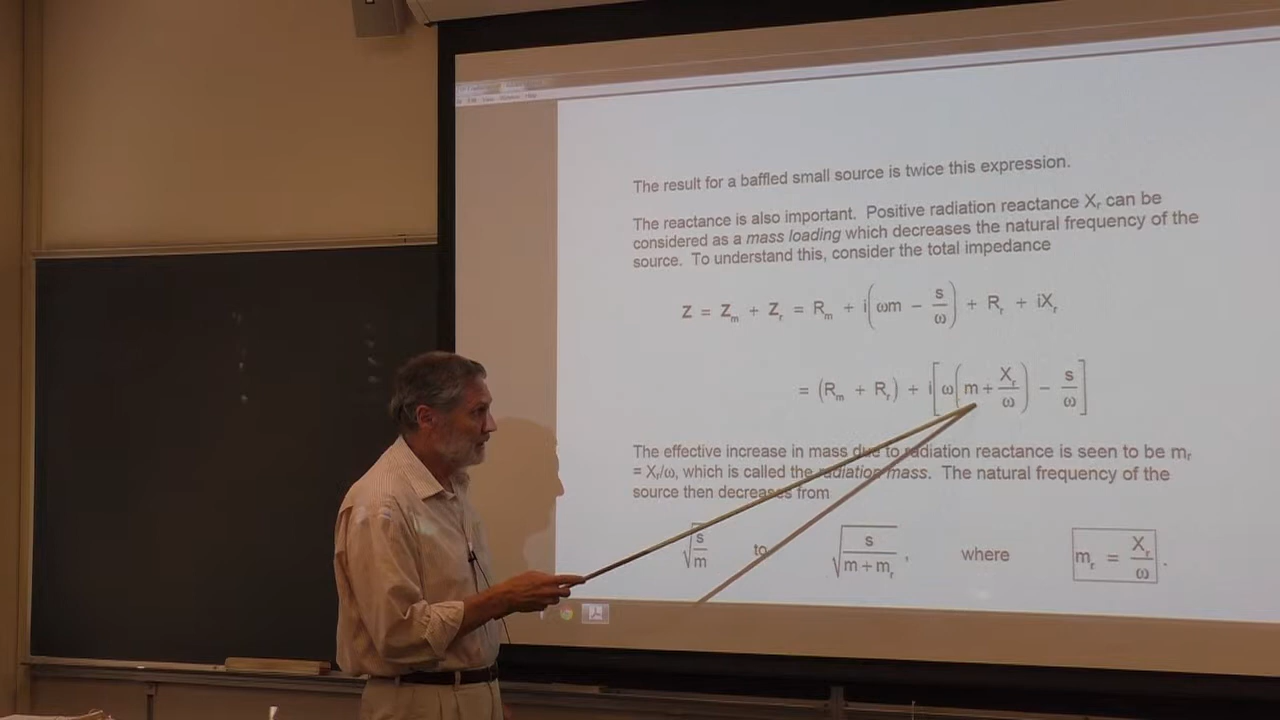 The result for a baffled small source is twice this expression.
The reactance is also important. Positive radiation reactance Xᵣ can be
considered as a mass loading which decreases the natural frequency of the
source. To understand this, consider the total impedance
Z = Zₘ + Zᵣ = Rₘ + i(ωm − s/ω) + Rᵣ + iXᵣ
= (Rₘ + Rᵣ) + i[ω(m + Xᵣ/ω) − s/ω]
The effective increase in mass due to radiation reactance is seen to be mᵣ
= Xᵣ/ω, which is called the radiation mass. The natural frequency of the
source then decreases from
√(s/m) to √(s/(m+mᵣ)), where mᵣ = Xᵣ/ω.